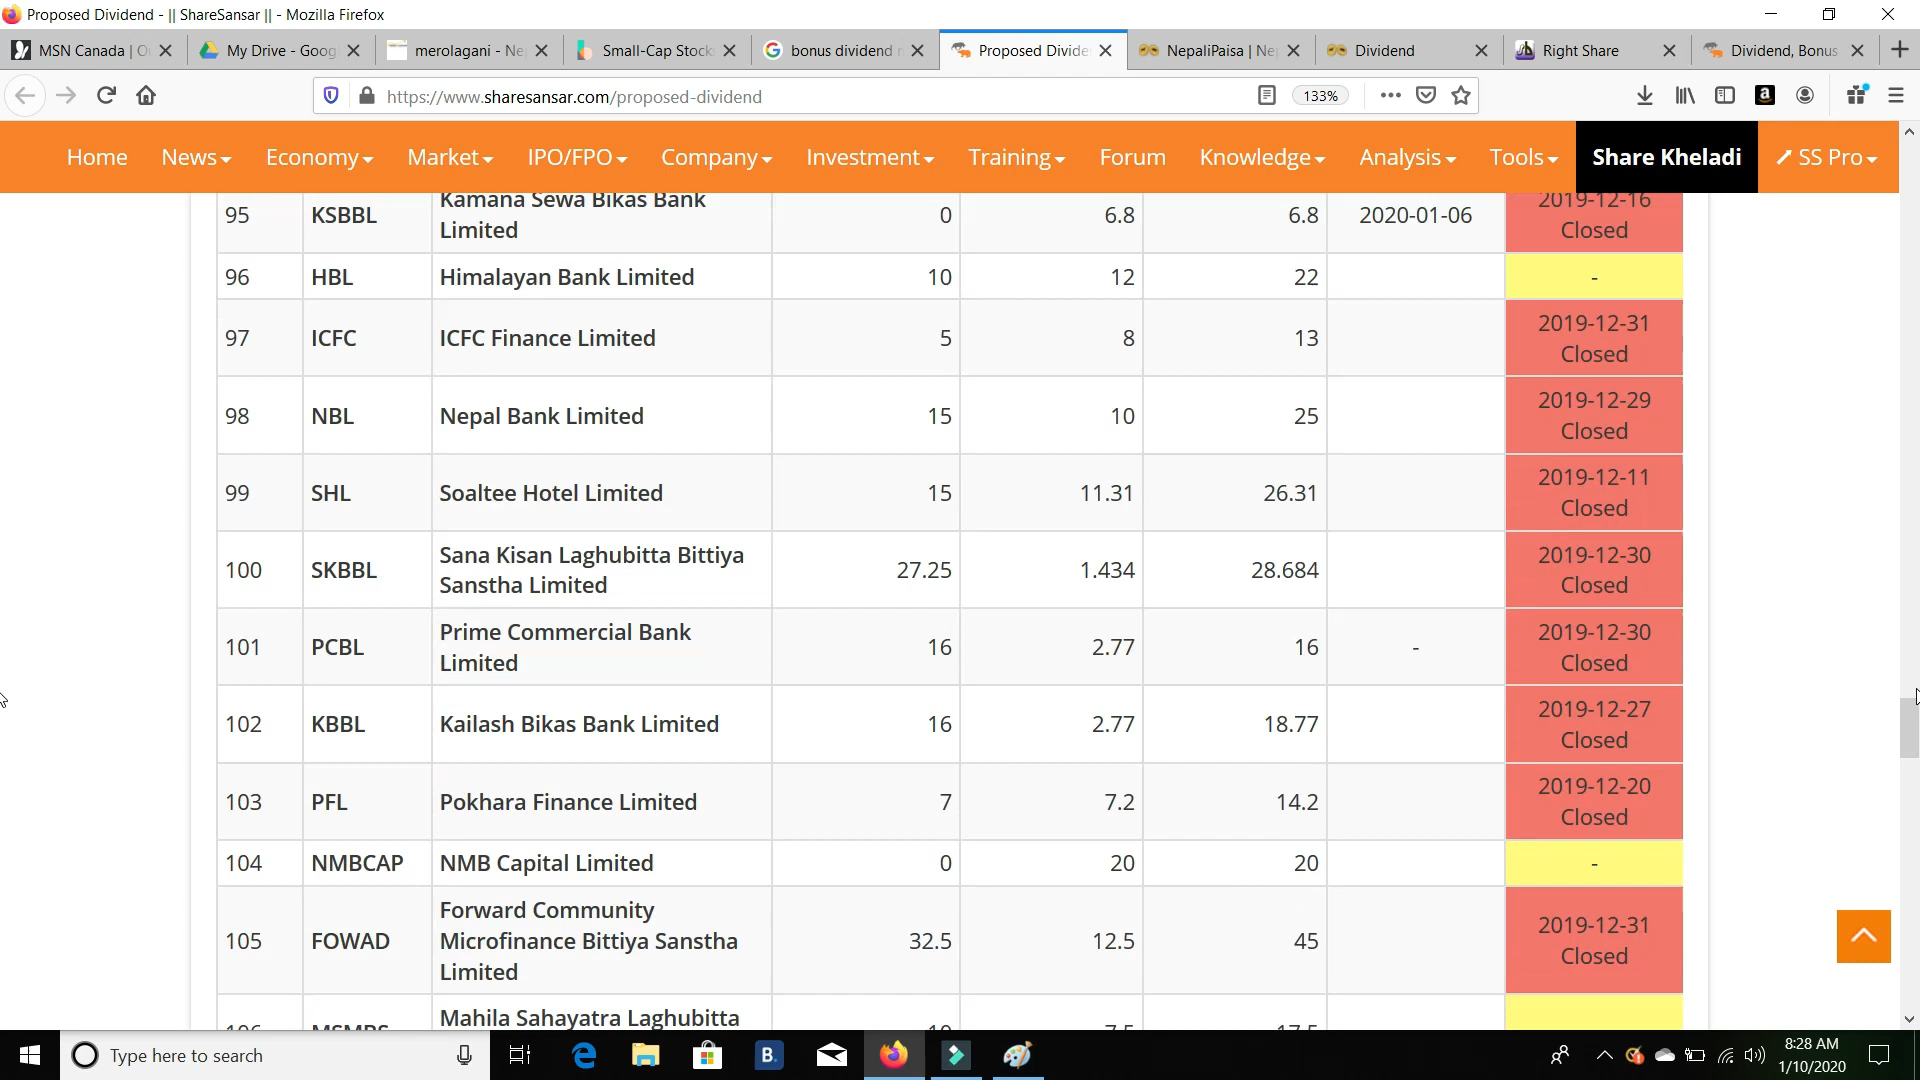 Proposed Dividend - || ShareSansar || - Mozilla Firefox
MSN Canada | O
My Drive - Goog
merolagani - Ne
Small-Cap Stock
bonus dividend
Proposed Divide
NepaliPaisa | Ne
Dividend
Right Share
Dividend, Bonus
https://www.sharesansar.com/proposed-dividend
133%
Home News Economy Market IPO/FPO Company Investment Training Forum Knowledge Analysis Tools Share Kheladi SS Pro
95 KSBBL Kamana Sewa Bikas Bank Limited 0 6.8 6.8 2020-01-06 2019-12-16 Closed
96 HBL Himalayan Bank Limited 10 12 22 -
97 ICFC ICFC Finance Limited 5 8 13 2019-12-31 Closed
98 NBL Nepal Bank Limited 15 10 25 2019-12-29 Closed
99 SHL Soaltee Hotel Limited 15 11.31 26.31 2019-12-11 Closed
100 SKBBL Sana Kisan Laghubitta Bittiya Sanstha Limited 27.25 1.434 28.684 2019-12-30 Closed
101 PCBL Prime Commercial Bank Limited 16 2.77 16 - 2019-12-30 Closed
102 KBBL Kailash Bikas Bank Limited 16 2.77 18.77 2019-12-27 Closed
103 PFL Pokhara Finance Limited 7 7.2 14.2 2019-12-20 Closed
104 NMBCAP NMB Capital Limited 0 20 20 -
105 FOWAD Forward Community Microfinance Bittiya Sanstha Limited 32.5 12.5 45 2019-12-31 Closed
Mahila Sahayatra Laghubitta
Type here to search
B.
8:28 AM
1/10/2020